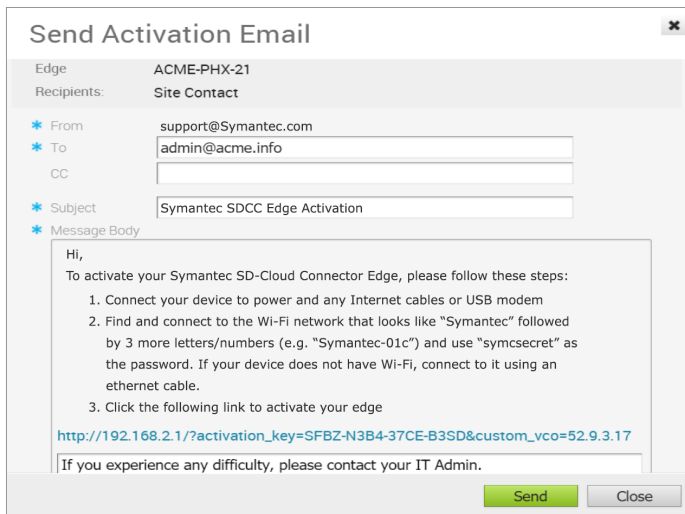 Send Activation Email
Edge ACME-PHX-21
Recipients: Site Contact
* From support@Symantec.com
* To admin@acme.info
CC
* Subject Symantec SDCC Edge Activation
* Message Body
Hi,
To activate your Symantec SD-Cloud Connector Edge, please follow these steps:
1. Connect your device to power and any Internet cables or USB modem
2. Find and connect to the Wi-Fi network that looks like “Symantec” followed
by 3 more letters/numbers (e.g. “Symantec-01c”) and use “symcsecret” as
the password. If your device does not have Wi-Fi, connect to it using an
ethernet cable.
3. Click the following link to activate your edge
http://192.168.2.1/?activation_key=SFBZ-N3B4-37CE-B3SD&custom_vco=52.9.3.17
If you experience any difficulty, please contact your IT Admin.
Send Close